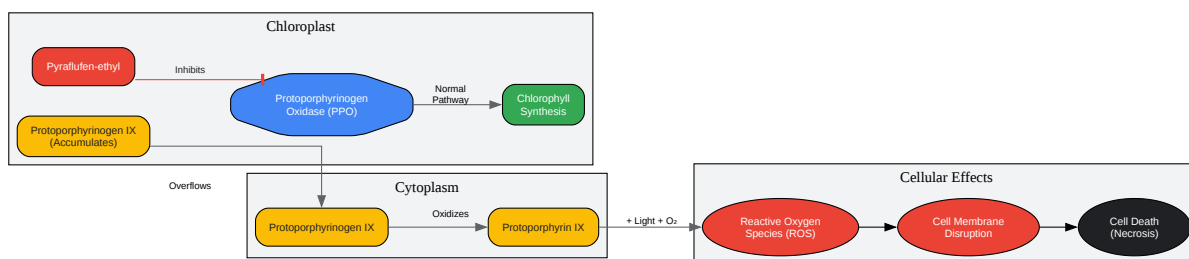 Chloroplast
Pyraflufen-ethyl
Inhibits
Protoporphyrinogen
Oxidase (PPO)
Normal
Pathway
Chlorophyll
Synthesis
Protoporphyrinogen IX
(Accumulates)
Overflows
Cytoplasm
Protoporphyrinogen IX
Oxidizes
Protoporphyrin IX
+ Light + O₂
Cellular Effects
Reactive Oxygen
Species (ROS)
Cell Membrane
Disruption
Cell Death
(Necrosis)